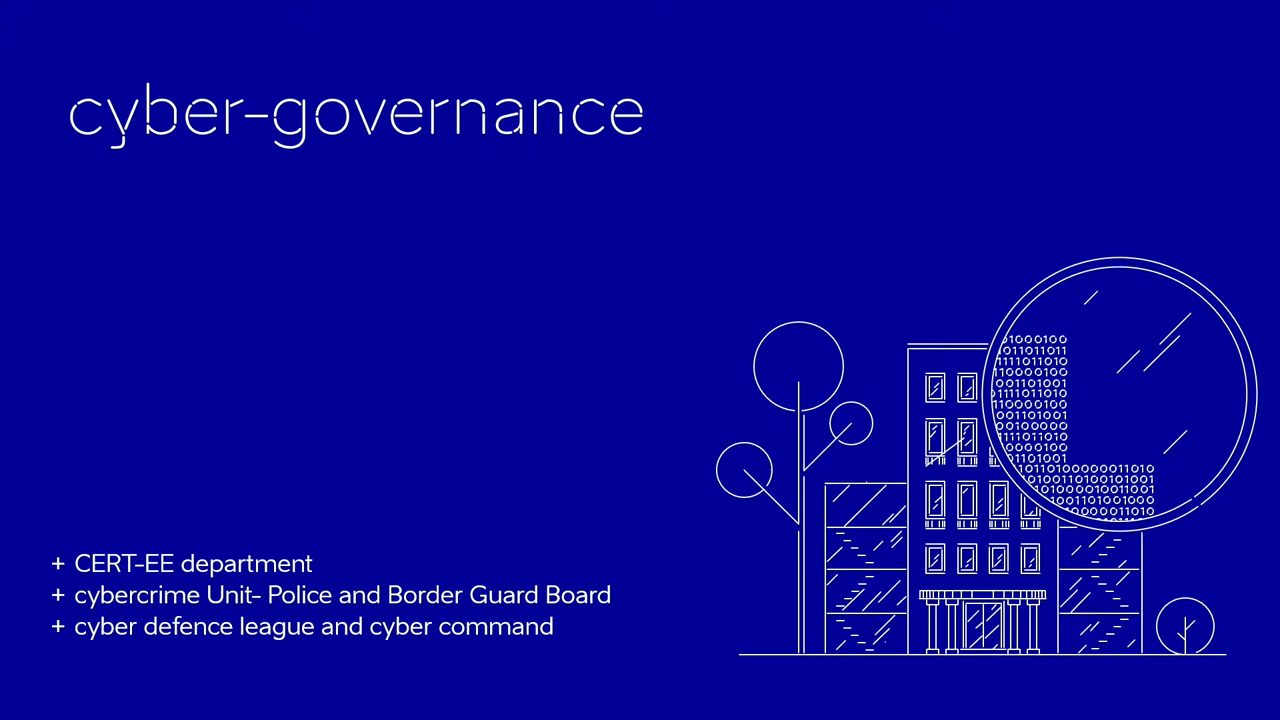 cyber-governance
+ CERT-EE department
+ cybercrime Unit- Police and Border Guard Board
+ cyber defence league and cyber command